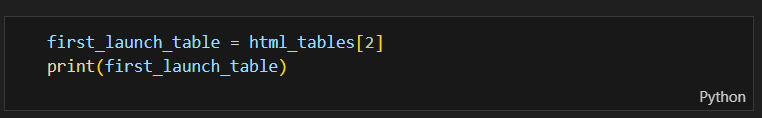 first_launch_table = html_tables[2]
print(first_launch_table)
Python